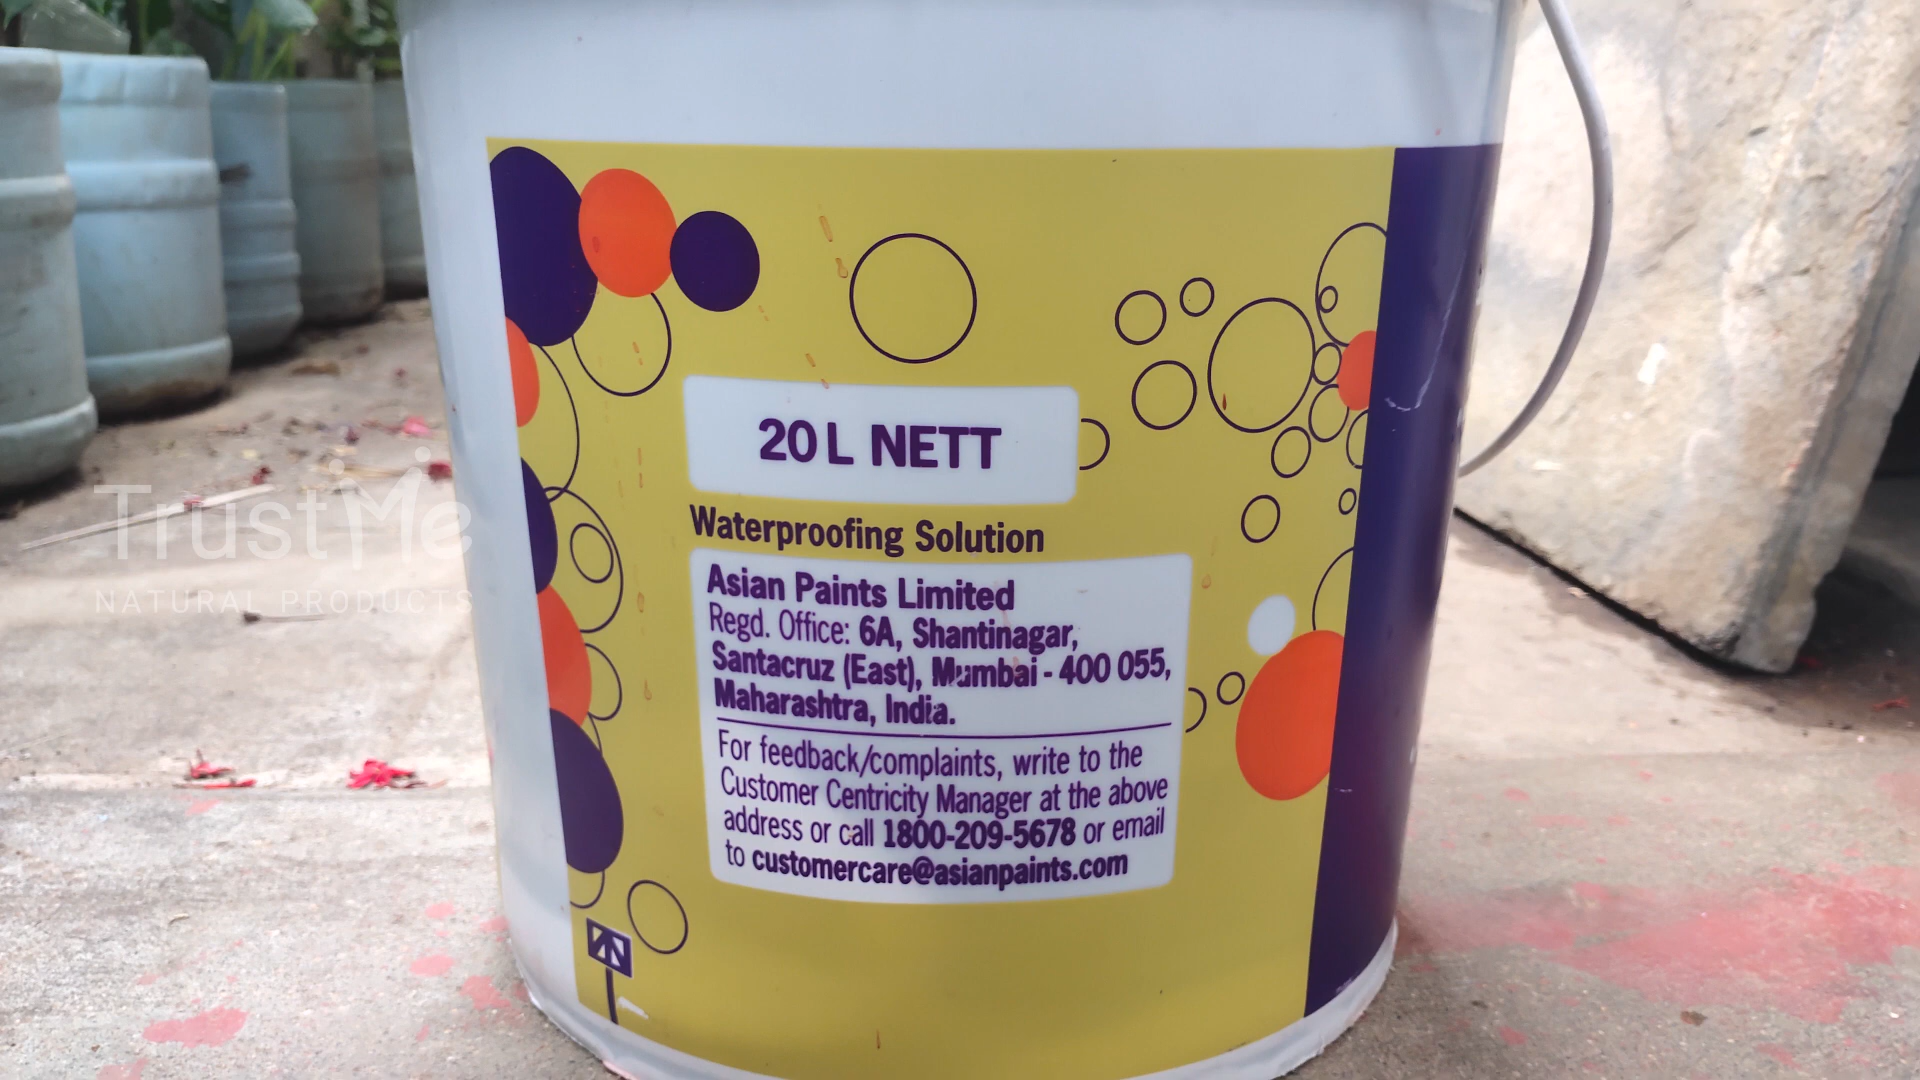 20 L NETT
Waterproofing Solution
Asian Paints Limited
Regd. Office: 6A, Shantinagar,
Santacruz (East), Mumbai - 400 055,
Maharashtra, India.
For feedback/complaints, write to the
Customer Centricity Manager at the above
address or call 1800-209-5678 or email
to customercare@asianpaints.com
TrustMe
NATURAL PRODUCTS